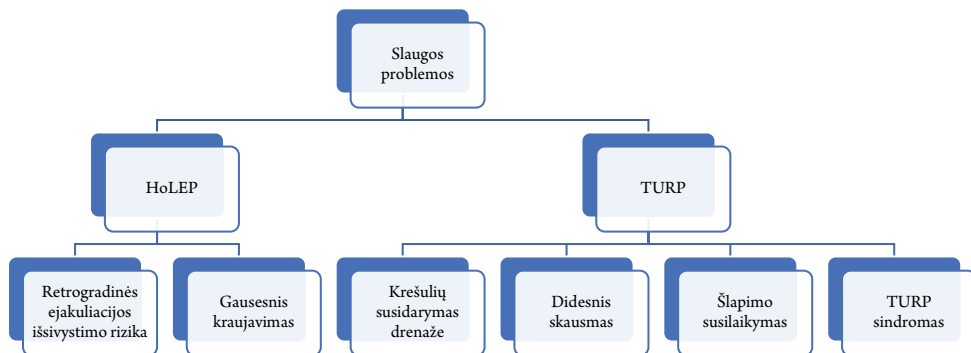 Slaugos
problemos
HoLEP
TURP
Retrogradinės
ejakuliacijos
išsivystimo rizika
Gausesnis
kraujavimas
Krešulių
susidarymas
drenaže
Didesnis
skausmas
Šlapimo
susilaikymas
TURP
sindromas